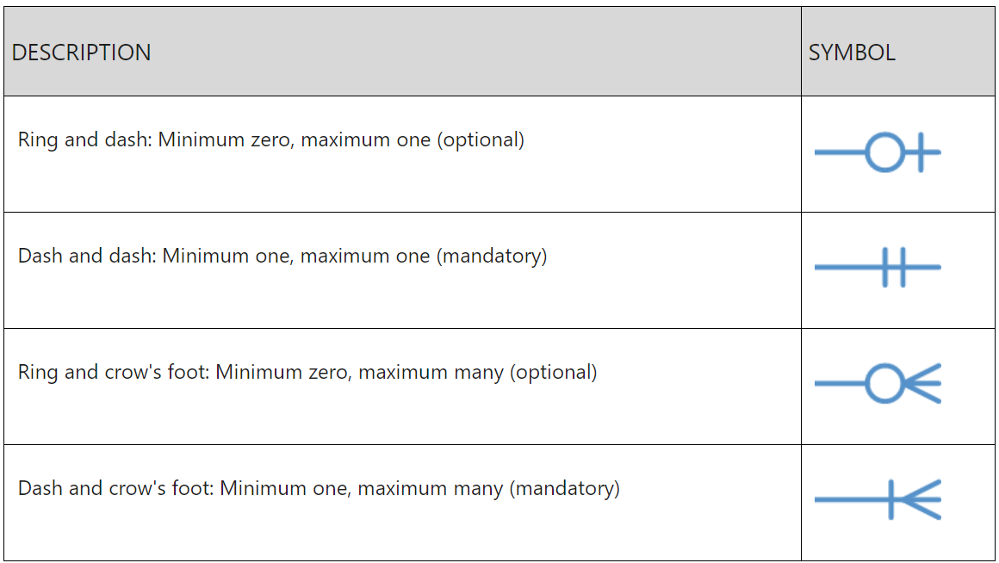 DESCRIPTION
SYMBOL
Ring and dash: Minimum zero, maximum one (optional)
Dash and dash: Minimum one, maximum one (mandatory)
Ring and crow's foot: Minimum zero, maximum many (optional)
Dash and crow's foot: Minimum one, maximum many (mandatory)